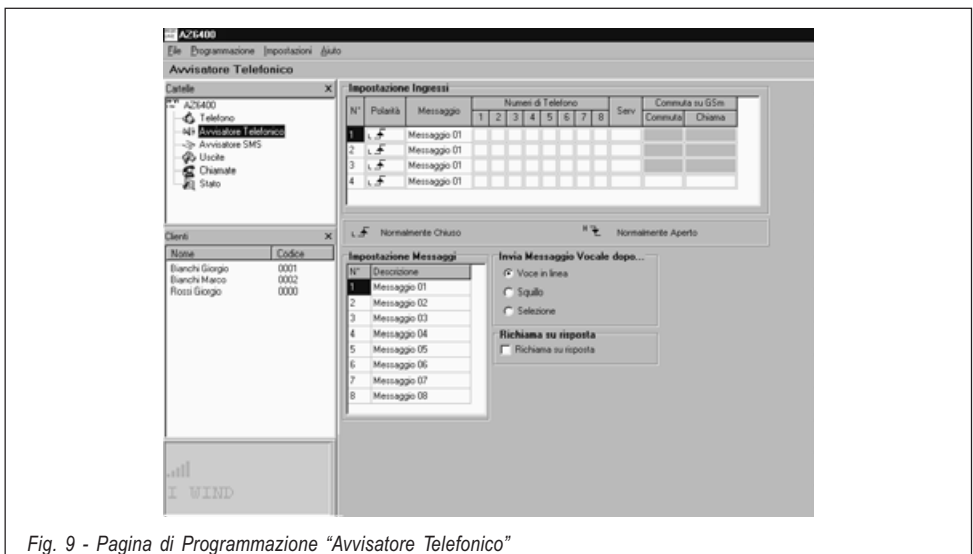 AZ6400
File Programmazione Impostazioni Aiuto
Avvisatore Telefonico
Cartelle X
AZ6400
Telefono
Avvisatore Telefonico
Avvisatore SMS
Uscite
Chiamate
Stato
Clienti X
Nome Codice
Bianchi Giorgio 0001
Bianchi Marco 0002
Rossi Giorgio 0000
I WIND
Impostazione Ingressi
N° Polarità Messaggio Numeri di Telefono Serv Commuta su GSm
1 2 3 4 5 6 7 8 Commuta Chiama
1 L Messaggio 01
2 L Messaggio 01
3 L Messaggio 01
4 L Messaggio 01
L Normalmente Chiuso H Normalmente Aperto
Impostazione Messaggi
N° Descrizione
1 Messaggio 01
2 Messaggio 02
3 Messaggio 03
4 Messaggio 04
5 Messaggio 05
6 Messaggio 06
7 Messaggio 07
8 Messaggio 08
Invia Messaggio Vocale dopo...
Voce in linea
Squillo
Selezione
Richiama su risposta
Richiama su risposta
Fig. 9 - Pagina di Programmazione “Avvisatore Telefonico”